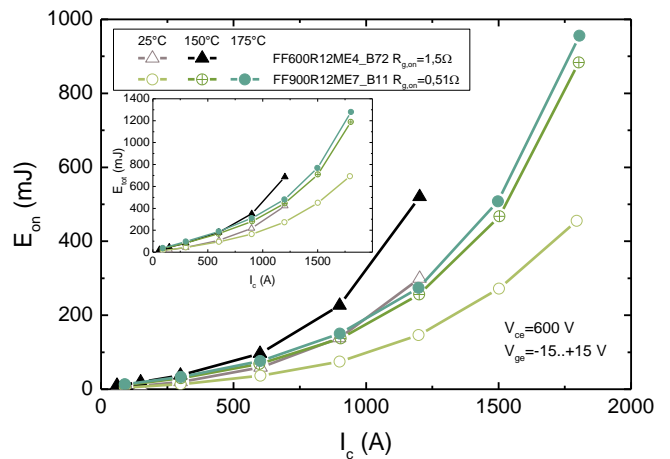 1000
800
600
400
200
0
E_on (mJ)
25°C 150°C 175°C
FF600R12ME4_B72 R_g,on=1,5Ω
FF900R12ME7_B11 R_g,on=0,51Ω
1400
1200
1000
800
600
400
200
0
E_tot (mJ)
0 500 1000 1500
I_c (A)
V_ce=600 V
V_ge=-15..+15 V
0 500 1000 1500 2000
I_c (A)